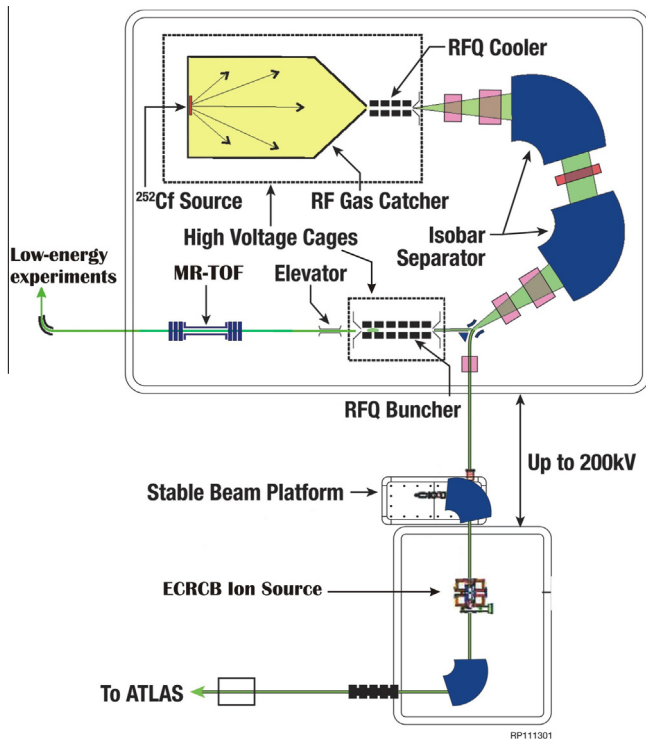 RFQ Cooler
²⁵²Cf Source
RF Gas Catcher
High Voltage Cages
Isobar
Separator
Low-energy
experiments
MR-TOF
Elevator
RFQ Buncher
Up to 200kV
Stable Beam Platform
ECRCB Ion Source
To ATLAS
RP111301